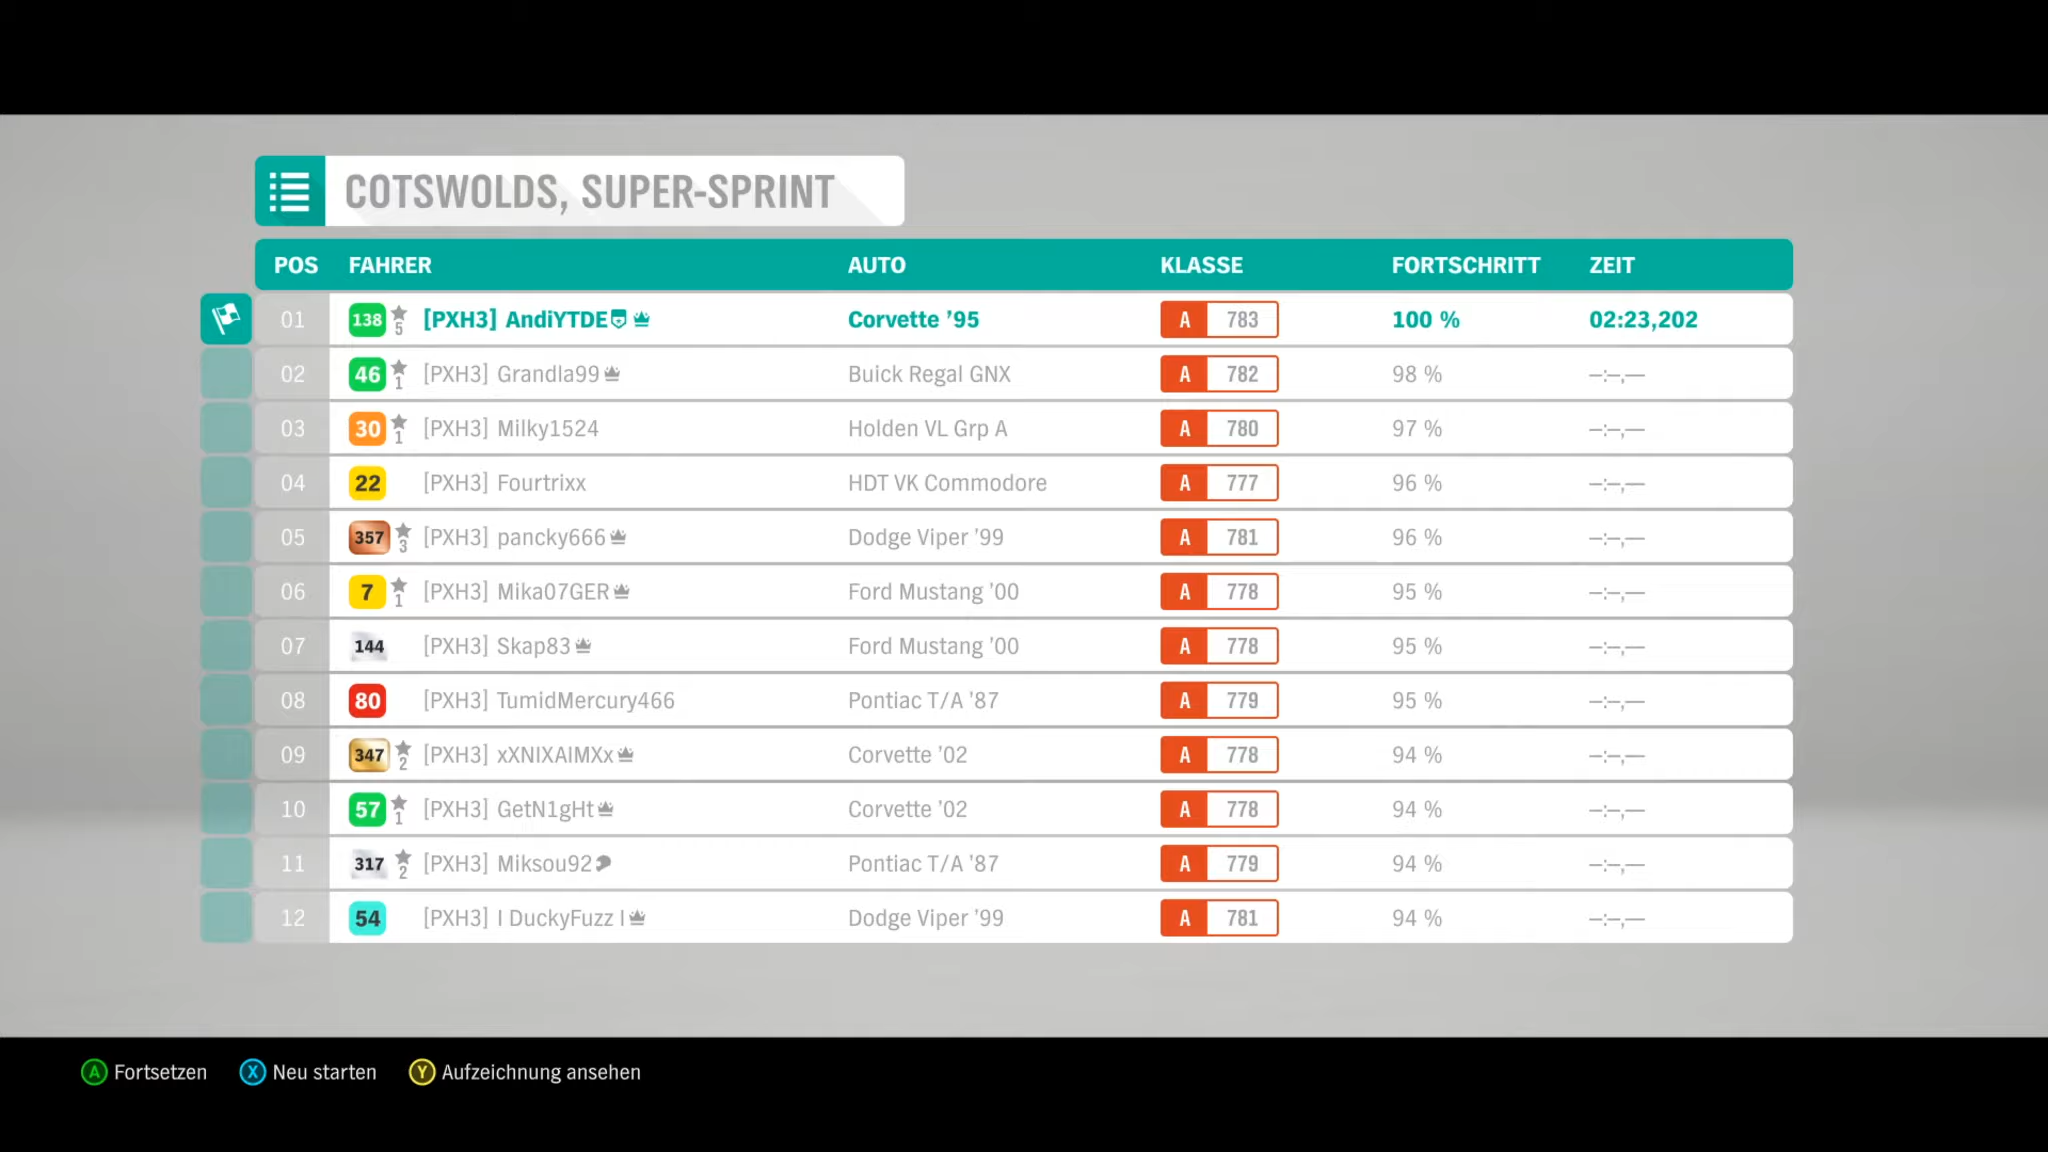 COTSWOLDS, SUPER-SPRINT
POS FAHRER AUTO KLASSE FORTSCHRITT ZEIT
01 138 5 [PXH3] AndiYTDE Corvette ’95 A 783 100 % 02:23,202
02 46 1 [PXH3] Grandla99 Buick Regal GNX A 782 98 % –:–,––
03 30 1 [PXH3] Milky1524 Holden VL Grp A A 780 97 % –:–,––
04 22 [PXH3] Fourtrixx HDT VK Commodore A 777 96 % –:–,––
05 357 3 [PXH3] pancky666 Dodge Viper ’99 A 781 96 % –:–,––
06 7 1 [PXH3] Mika07GER Ford Mustang ’00 A 778 95 % –:–,––
07 144 [PXH3] Skap83 Ford Mustang ’00 A 778 95 % –:–,––
08 80 [PXH3] TumidMercury466 Pontiac T/A ’87 A 779 95 % –:–,––
09 347 2 [PXH3] xXNIXAIMXx Corvette ’02 A 778 94 % –:–,––
10 57 1 [PXH3] GetN1gHt Corvette ’02 A 778 94 % –:–,––
11 317 2 [PXH3] Miksou92 Pontiac T/A ’87 A 779 94 % –:–,––
12 54 [PXH3] I DuckyFuzz I Dodge Viper ’99 A 781 94 % –:–,––
A Fortsetzen X Neu starten Y Aufzeichnung ansehen